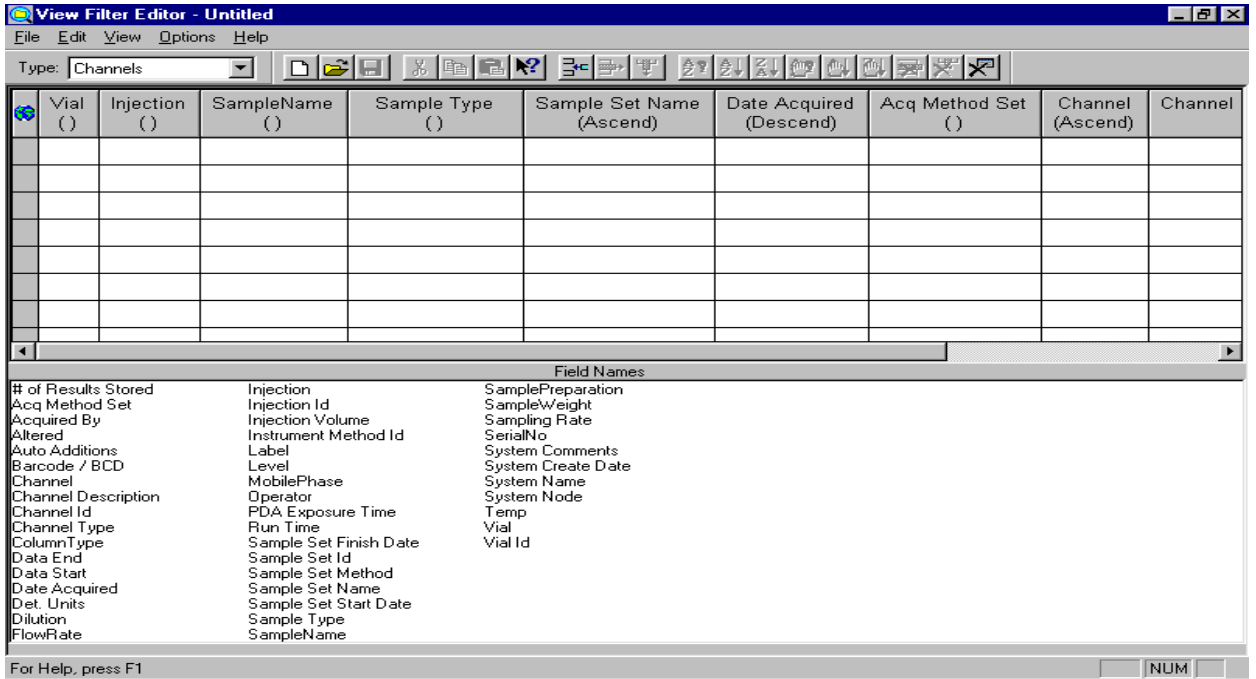 View Filter Editor - Untitled
File Edit View Options Help
Type: Channels
Vial Injection SampleName Sample Type Sample Set Name Date Acquired Acq Method Set Channel Channel
( ) ( ) ( ) ( ) (Ascend) (Descend) ( ) (Ascend)
Field Names
# of Results Stored Injection SamplePreparation
Acq Method Set Injection Id SampleWeight
Acquired By Injection Volume Sampling Rate
Altered Instrument Method Id SerialNo
Auto Additions Label System Comments
Barcode / BCD Level System Create Date
Channel MobilePhase System Name
Channel Description Operator System Node
Channel Id PDA Exposure Time Temp
Channel Type Run Time Vial
ColumnType Sample Set Finish Date Vial Id
Data End Sample Set Id
Data Start Sample Set Method
Date Acquired Sample Set Name
Det. Units Sample Set Start Date
Dilution Sample Type
FlowRate SampleName
For Help, press F1 NUM